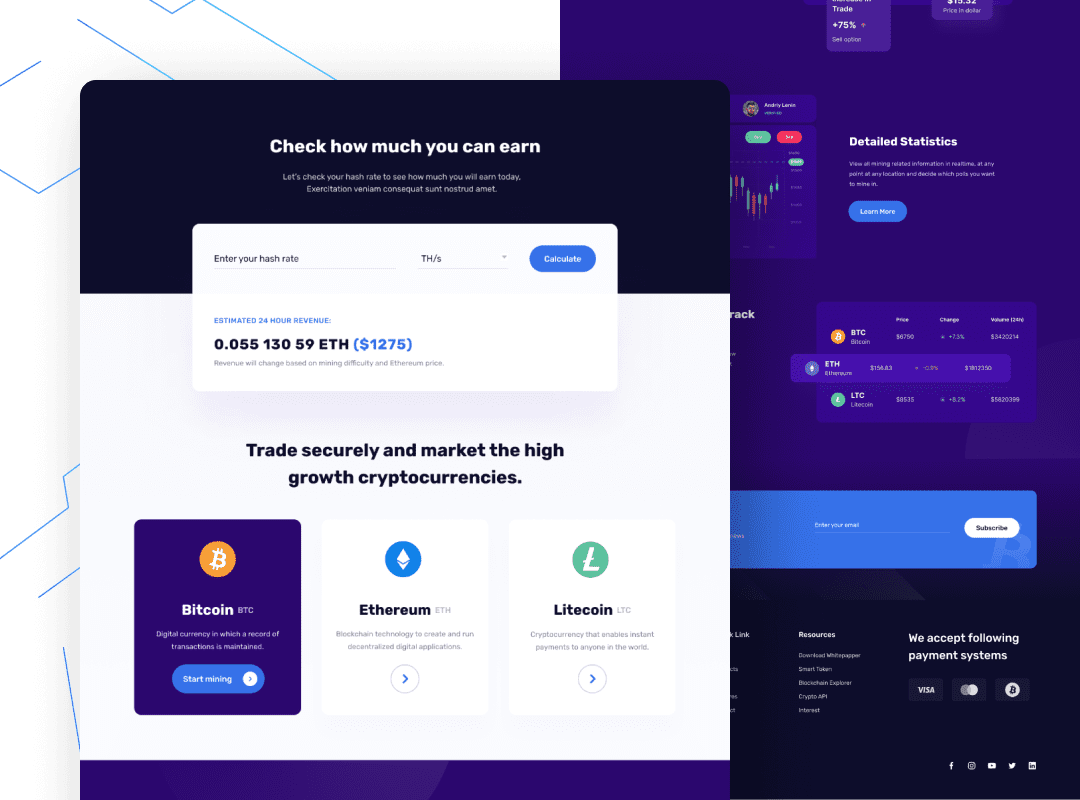 Check how much you can earn
Let's check your hash rate to see how much you will earn today.
Exercitation veniam consequat sunt nostrud amet.
Enter your hash rate
TH/s
Calculate
ESTIMATED 24 HOUR REVENUE:
0.055 130 59 ETH ($1275)
Revenue will change based on mining difficulty and Ethereum price.
Trade securely and market the high
growth cryptocurrencies.
Bitcoin BTC
Digital currency in which a record of
transactions is maintained.
Start mining
Ethereum ETH
Blockchain technology to create and run
decentralized digital applications.
Litecoin LTC
Cryptocurrency that enables instant
payments to anyone in the world.
Trade
+75%
Sell option
$15.32
Price in dollar
Andriy Lenin
Detailed Statistics
View all mining related information in realtime, at any
point at any location and decide which polls you want
to mine in.
Learn More
rack
Price Change Volume (24h)
BTC
Bitcoin
$6750 +7.3% $3420214
ETH
Ethereum
$154.83 -0.8% $1812350
LTC
Litecoin
$8535 +8.2% $5620399
Enter your email
Subscribe
k Link
Resources
Download Whitepapper
Smart Token
Blockchain Explorer
Crypto API
Interest
We accept following
payment systems
VISA